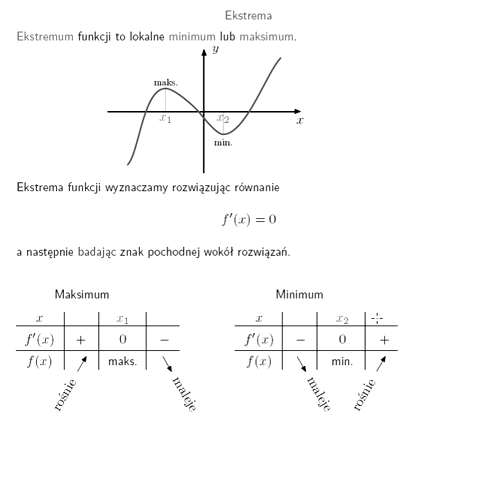 Ekstrema
Ekstremum funkcji to lokalne minimum lub maksimum.
y
maks.
x₁ x₂ x
min.
Ekstrema funkcji wyznaczamy rozwiązując równanie
f′(x) = 0
a następnie badając znak pochodnej wokół rozwiązań.
Maksimum
x x₁
f′(x) + 0 −
f(x) maks.
rośnie maleje
Minimum
x x₂
f′(x) − 0 +
f(x) min.
maleje rośnie